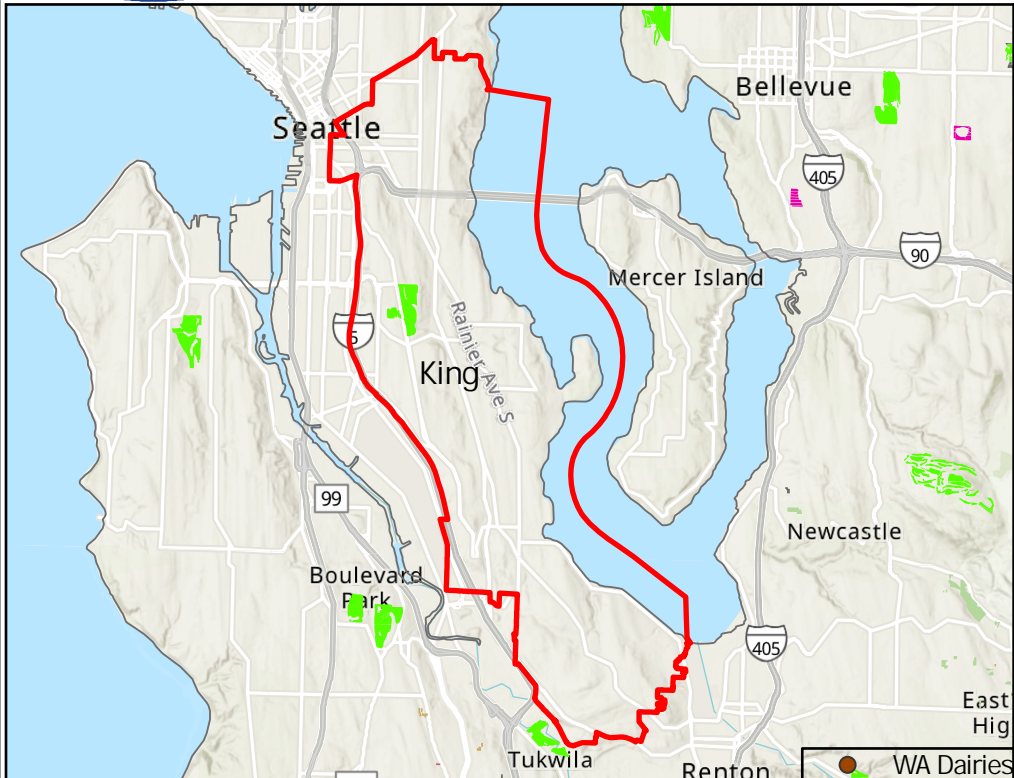 Bellevue
Seattle
405
90
Mercer Island
5
Rainier Ave S
King
99
Newcastle
Boulevard
Park
405
East
Hig
Tukwila
Renton
WA Dairies